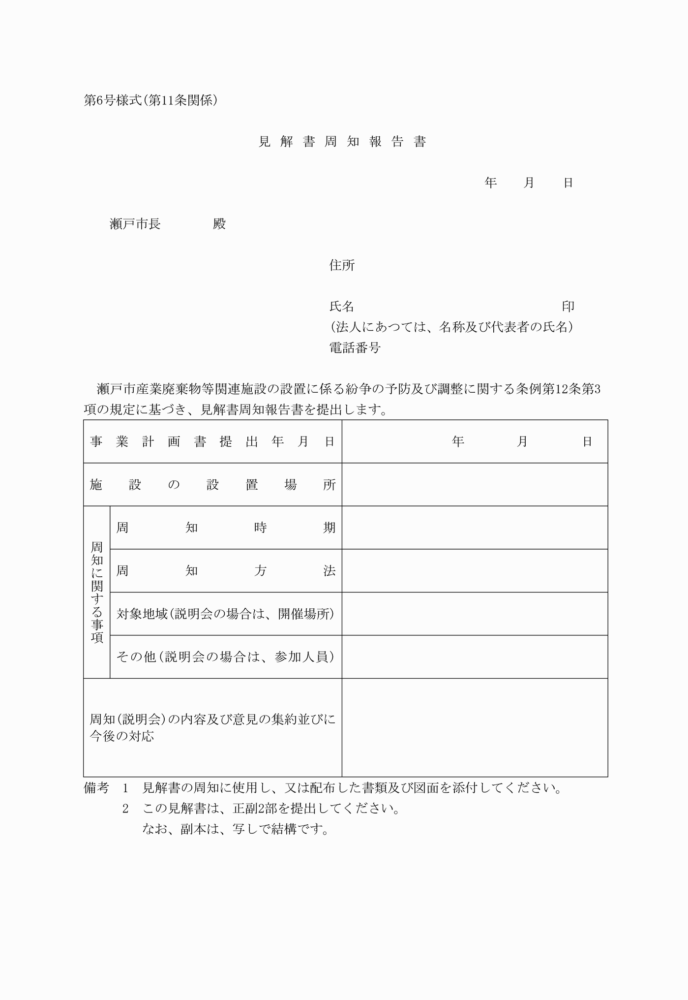 第6号様式(第11条関係)
見解書周知報告書
年　　月　　日
瀬戸市長　　　　殿
住所
氏名　　　　　　　　　　　　　　　　印
(法人にあつては、名称及び代表者の氏名)
電話番号
瀬戸市産業廃棄物等関連施設の設置に係る紛争の予防及び調整に関する条例第12条第3
項の規定に基づき、見解書周知報告書を提出します。
事業計画書提出年月日　　年　　月　　日
施設の設置場所
周知に関する事項
周知時期
周知方法
対象地域(説明会の場合は、開催場所)
その他(説明会の場合は、参加人員)
周知(説明会)の内容及び意見の集約並びに
今後の対応
備考　1　見解書の周知に使用し、又は配布した書類及び図面を添付してください。
2　この見解書は、正副2部を提出してください。
なお、副本は、写しで結構です。